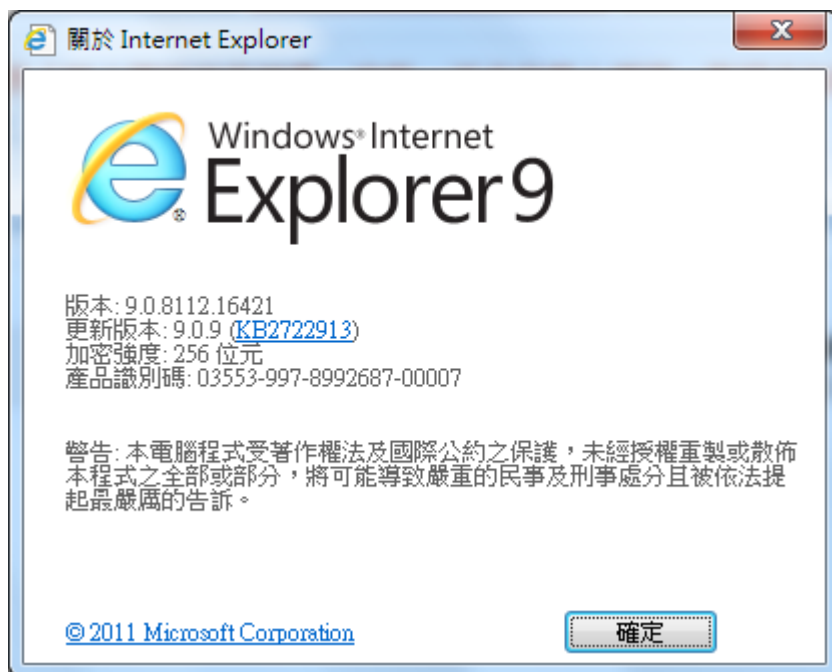 關於 Internet Explorer
Windows® Internet
Explorer 9
版本: 9.0.8112.16421
更新版本: 9.0.9 (KB2722913)
加密強度: 256 位元
產品識別碼: 03553-997-8992687-00007
警告: 本電腦程式受著作權法及國際公約之保護，未經授權重製或散佈
本程式之全部或部分，將可能導致嚴重的民事及刑事處分且被依法提
起最嚴厲的告訴。
© 2011 Microsoft Corporation
確定